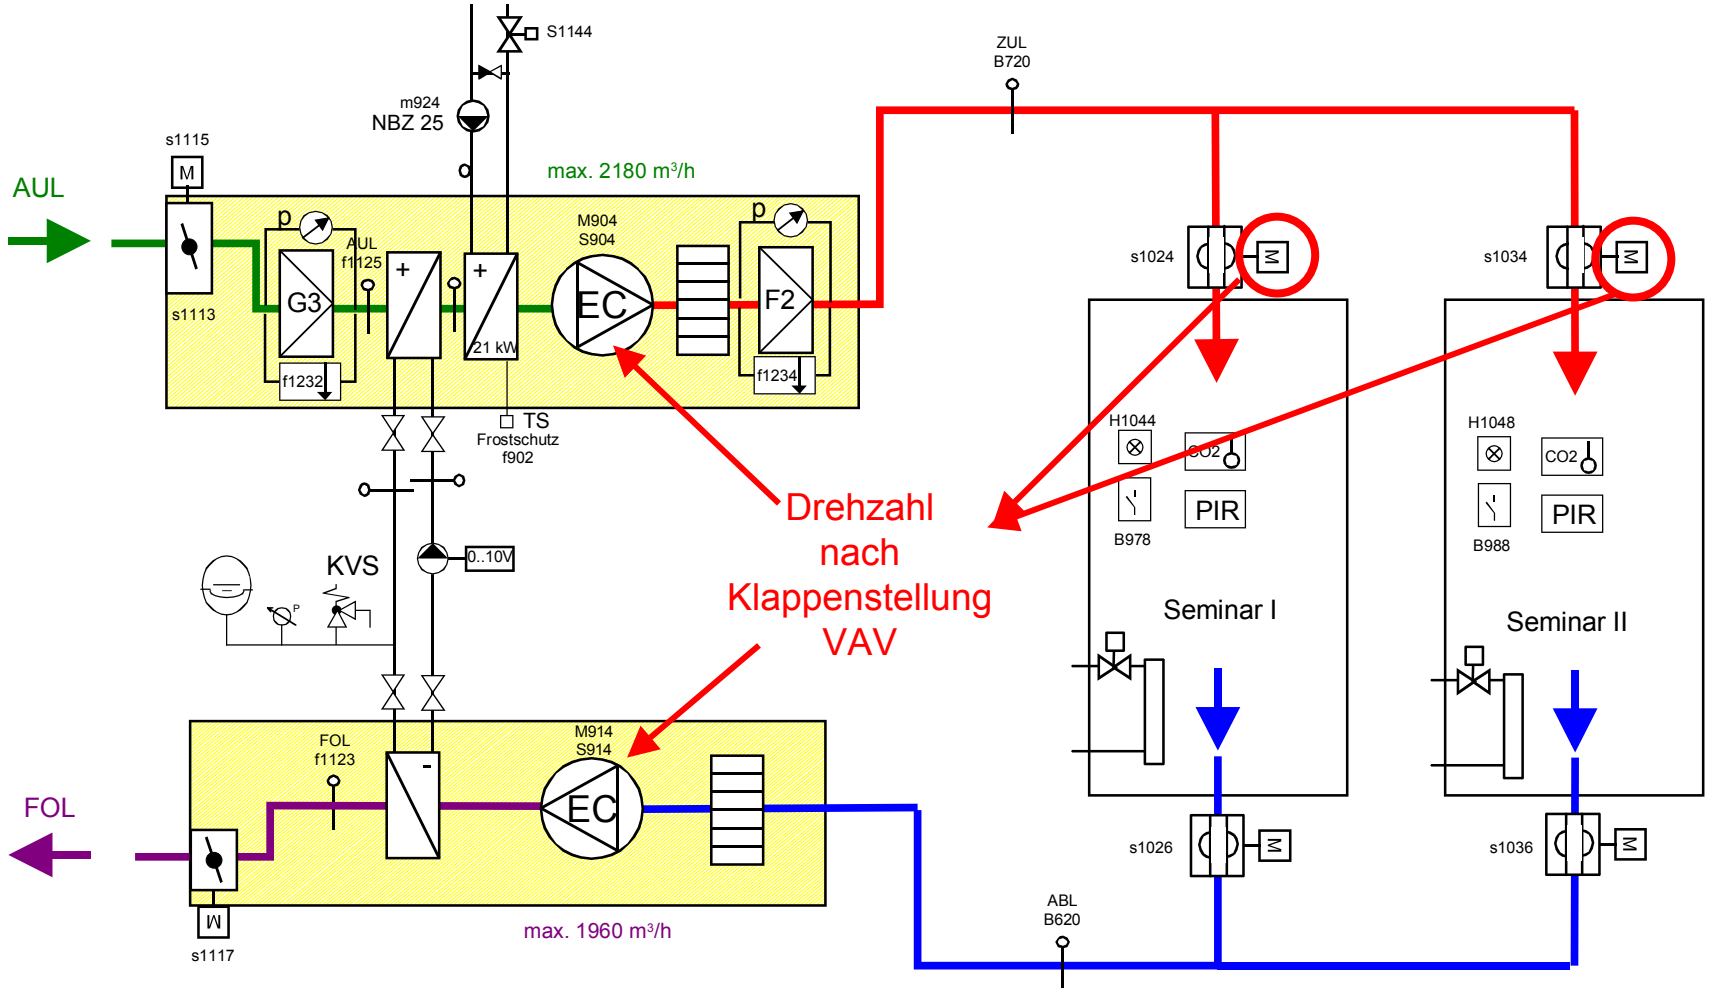 S1144
ZUL
B720
m924
NBZ 25
s1115
M
AUL
max. 2180 m³/h
p
AUL
f1125
M904
S904
p
+
+
G3
EC
F2
21 kW
s1113
f1232
f1234
s1024
M
s1034
M
TS
Frostschutz
f902
H1044
CO2
H1048
CO2
PIR
PIR
B978
B988
Drehzahl
nach
Klappenstellung
VAV
0..10V
KVS
P
Seminar I
Seminar II
FOL
f1123
M914
S914
-
EC
FOL
s1026
M
s1036
M
M
s1117
max. 1960 m³/h
ABL
B620